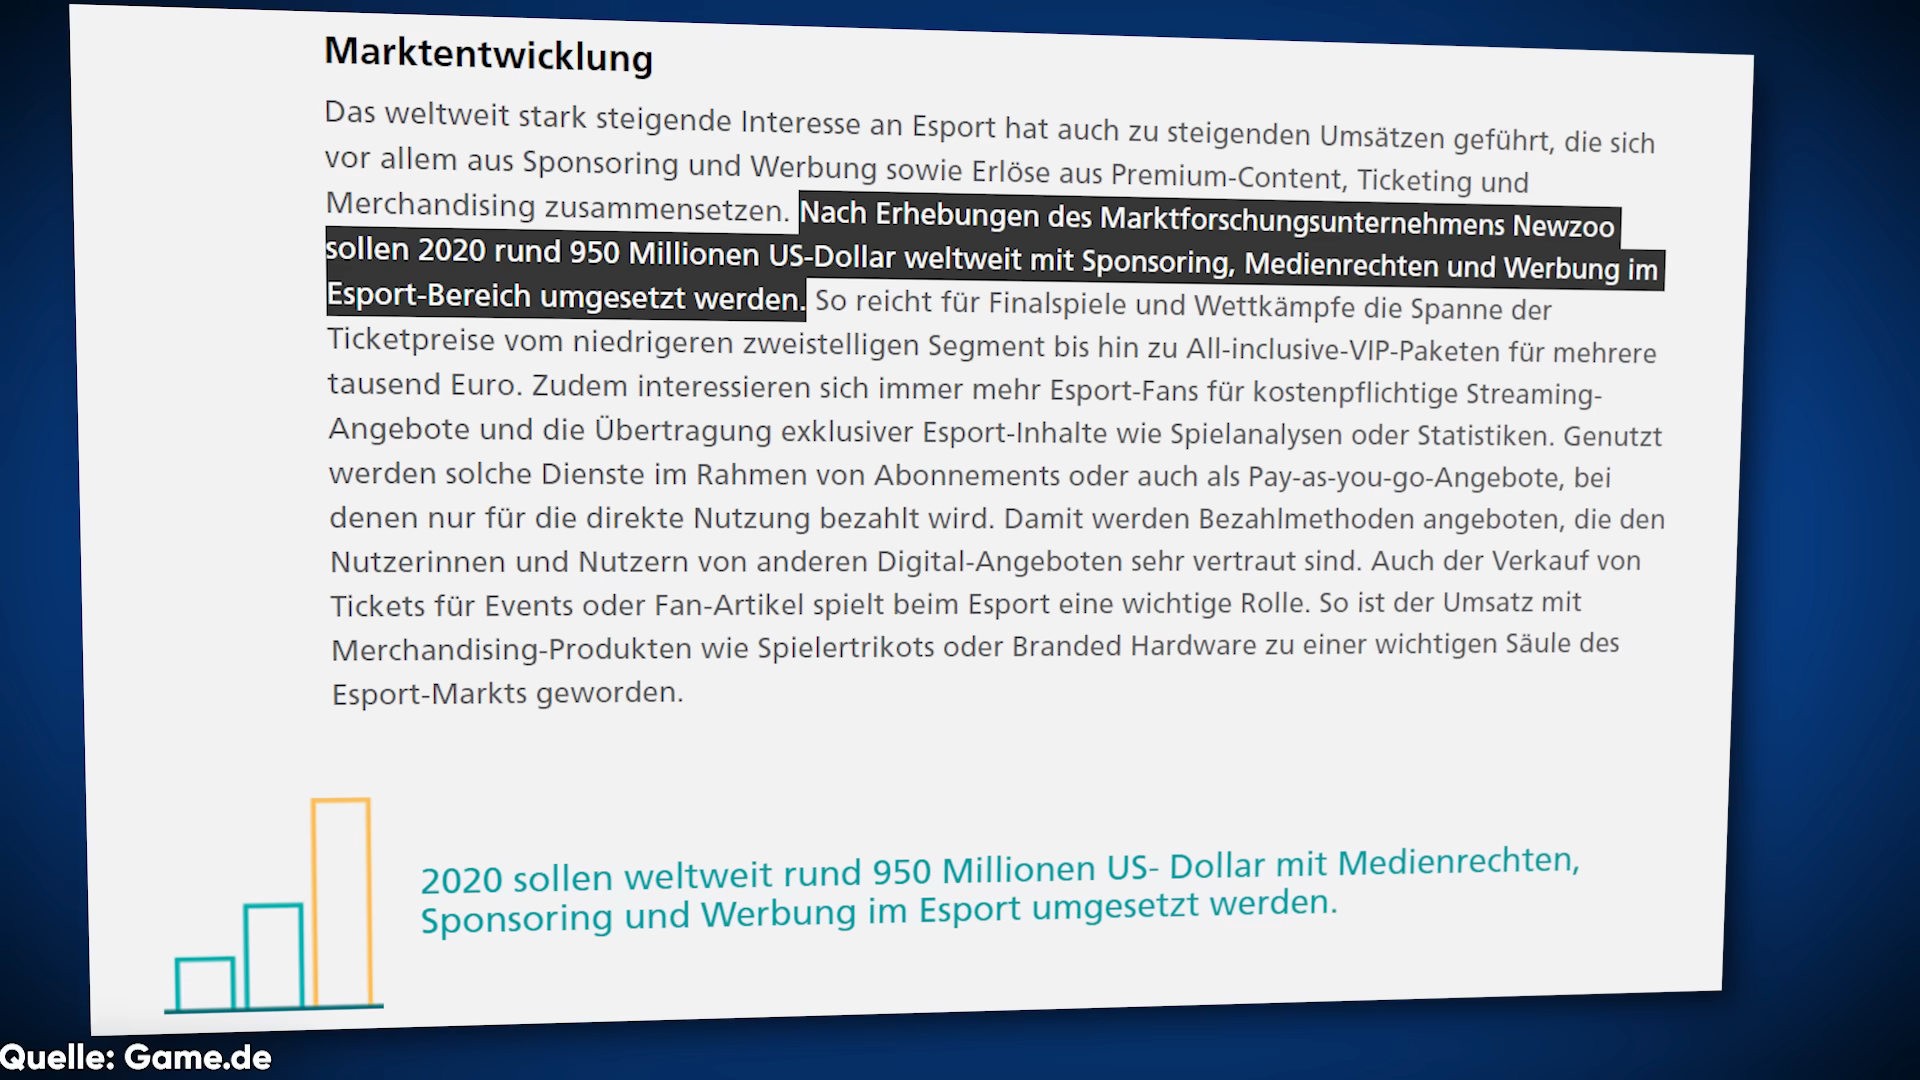 Marktentwicklung
Das weltweit stark steigende Interesse an Esport hat auch zu steigenden Umsätzen geführt, die sich
vor allem aus Sponsoring und Werbung sowie Erlöse aus Premium-Content, Ticketing und
Merchandising zusammensetzen. Nach Erhebungen des Marktforschungsunternehmens Newzoo
sollen 2020 rund 950 Millionen US-Dollar weltweit mit Sponsoring, Medienrechten und Werbung im
Esport-Bereich umgesetzt werden. So reicht für Finalspiele und Wettkämpfe die Spanne der
Ticketpreise vom niedrigeren zweistelligen Segment bis hin zu All-inclusive-VIP-Paketen für mehrere
tausend Euro. Zudem interessieren sich immer mehr Esport-Fans für kostenpflichtige Streaming-
Angebote und die Übertragung exklusiver Esport-Inhalte wie Spielanalysen oder Statistiken. Genutzt
werden solche Dienste im Rahmen von Abonnements oder auch als Pay-as-you-go-Angebote, bei
denen nur für die direkte Nutzung bezahlt wird. Damit werden Bezahlmethoden angeboten, die den
Nutzerinnen und Nutzern von anderen Digital-Angeboten sehr vertraut sind. Auch der Verkauf von
Tickets für Events oder Fan-Artikel spielt beim Esport eine wichtige Rolle. So ist der Umsatz mit
Merchandising-Produkten wie Spielertrikots oder Branded Hardware zu einer wichtigen Säule des
Esport-Markts geworden.
2020 sollen weltweit rund 950 Millionen US- Dollar mit Medienrechten,
Sponsoring und Werbung im Esport umgesetzt werden.
Quelle: Game.de